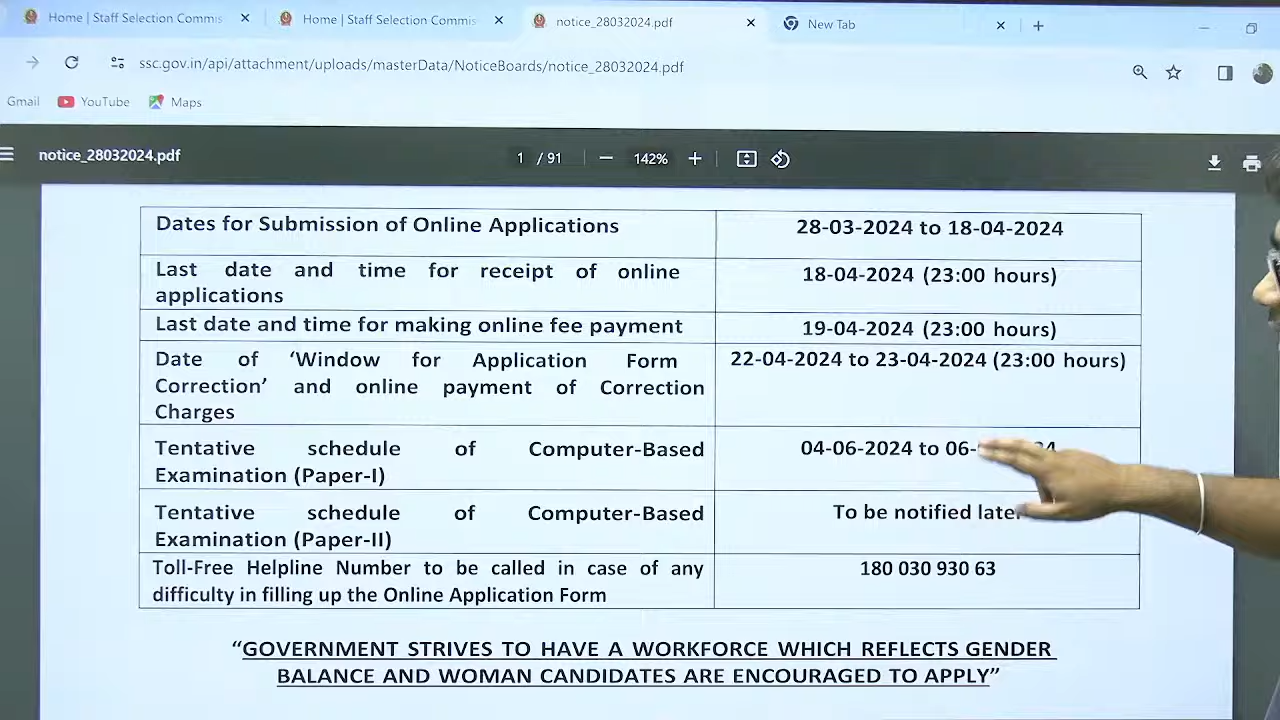 Home | Staff Selection Commis
Home | Staff Selection Commis
notice_28032024.pdf
New Tab
ssc.gov.in/api/attachment/uploads/masterData/NoticeBoards/notice_28032024.pdf
Gmail
YouTube
Maps
notice_28032024.pdf
1 / 91
142%
Dates for Submission of Online Applications
28-03-2024 to 18-04-2024
Last date and time for receipt of online
applications
18-04-2024 (23:00 hours)
Last date and time for making online fee payment
19-04-2024 (23:00 hours)
Date of ‘Window for Application Form
Correction’ and online payment of Correction
Charges
22-04-2024 to 23-04-2024 (23:00 hours)
Tentative schedule of Computer-Based
Examination (Paper-I)
04-06-2024 to
Tentative schedule of Computer-Based
Examination (Paper-II)
To be notified later
Toll-Free Helpline Number to be called in case of any
difficulty in filling up the Online Application Form
180 030 930 63
“GOVERNMENT STRIVES TO HAVE A WORKFORCE WHICH REFLECTS GENDER
BALANCE AND WOMAN CANDIDATES ARE ENCOURAGED TO APPLY”